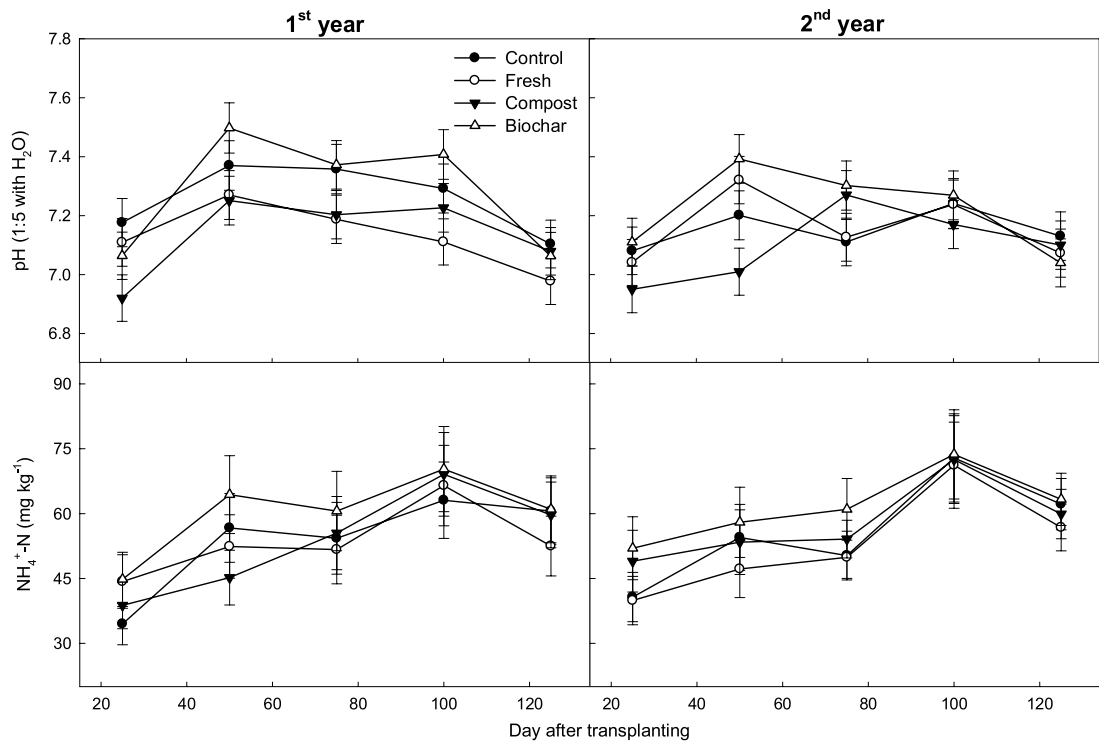 1st year
2nd year
pH (1:5 with H2O)
7.8
7.6
7.4
7.2
7.0
6.8
Control
Fresh
Compost
Biochar
NH4+-N (mg kg-1)
90
75
60
45
30
20 40 60 80 100 120 20 40 60 80 100 120
Day after transplanting